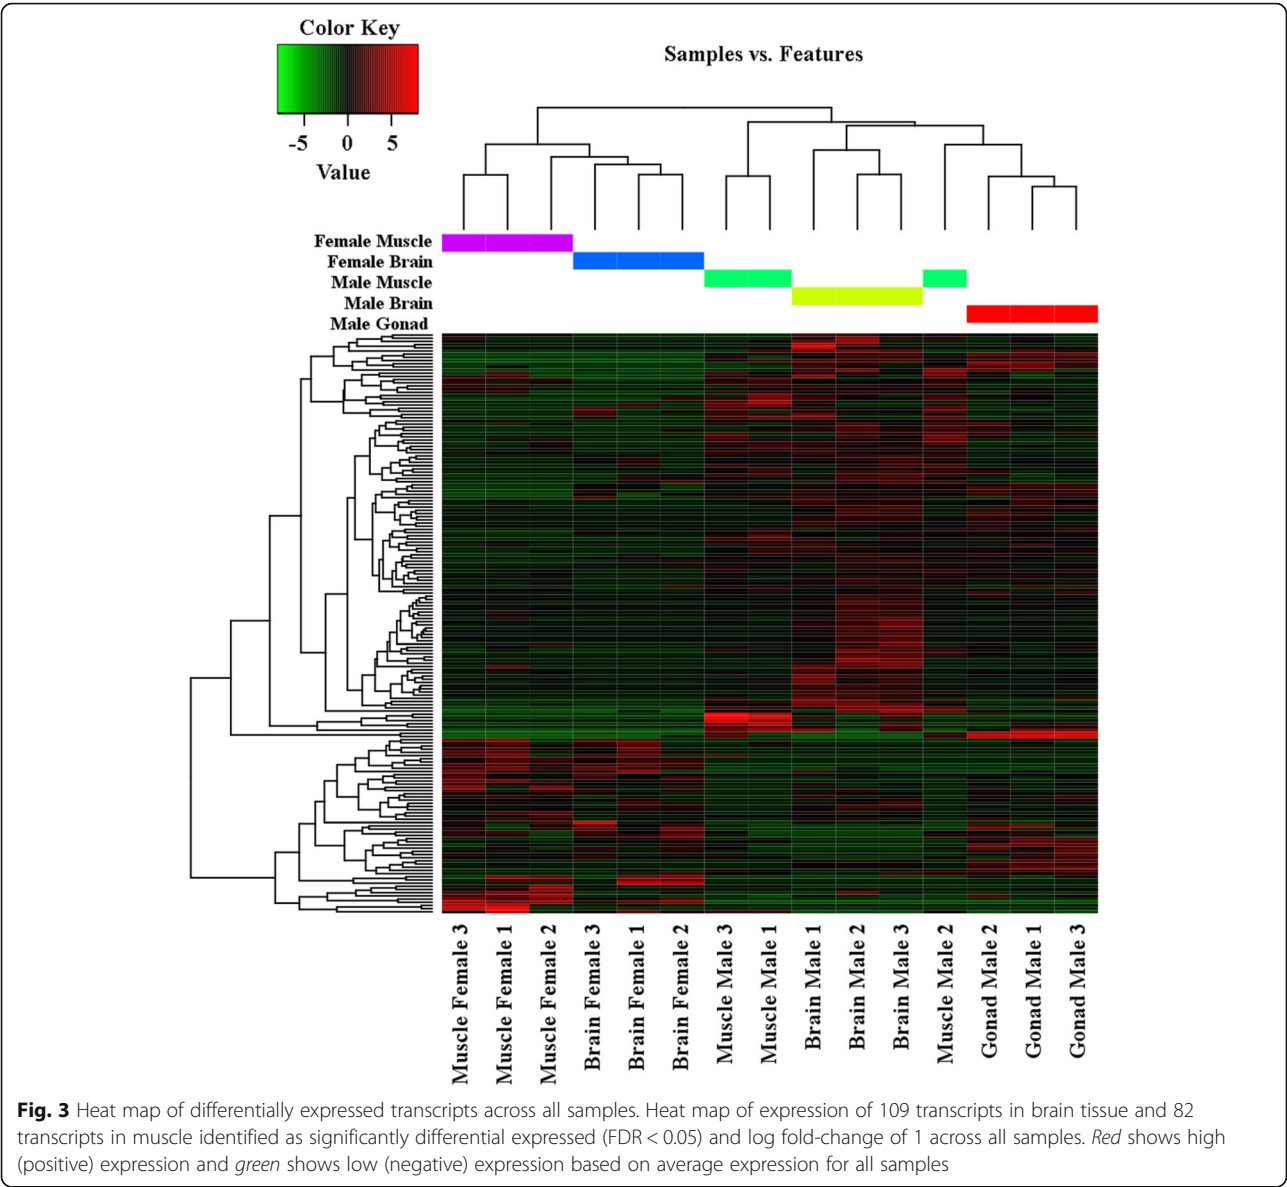 Color Key
Samples vs. Features
-5 0 5
Value
Female Muscle
Female Brain
Male Muscle
Male Brain
Male Gonad
Muscle Female 3
Muscle Female 1
Muscle Female 2
Brain Female 3
Brain Female 1
Brain Female 2
Muscle Male 3
Muscle Male 1
Brain Male 1
Brain Male 2
Brain Male 3
Muscle Male 2
Gonad Male 2
Gonad Male 1
Gonad Male 3
Fig. 3 Heat map of differentially expressed transcripts across all samples. Heat map of expression of 109 transcripts in brain tissue and 82
transcripts in muscle identified as significantly differential expressed (FDR < 0.05) and log fold-change of 1 across all samples. Red shows high
(positive) expression and green shows low (negative) expression based on average expression for all samples